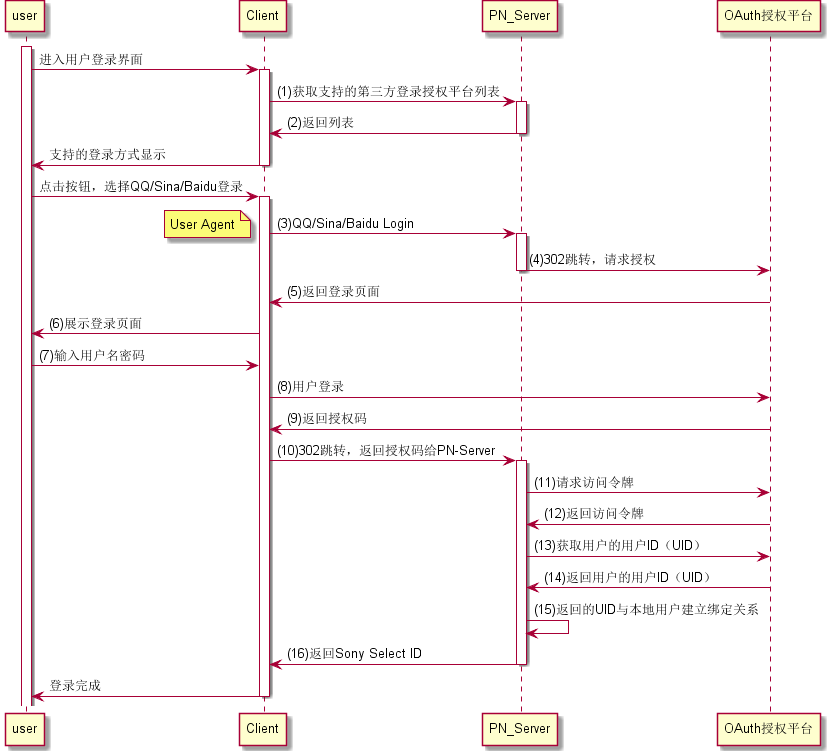 user Client PN_Server OAuth授权平台
进入用户登录界面
(1)获取支持的第三方登录授权平台列表
(2)返回列表
支持的登录方式显示
点击按钮，选择QQ/Sina/Baidu登录
User Agent
(3)QQ/Sina/Baidu Login
(4)302跳转，请求授权
(5)返回登录页面
(6)展示登录页面
(7)输入用户名密码
(8)用户登录
(9)返回授权码
(10)302跳转，返回授权码给PN-Server
(11)请求访问令牌
(12)返回访问令牌
(13)获取用户的用户ID（UID）
(14)返回用户的用户ID（UID）
(15)返回的UID与本地用户建立绑定关系
(16)返回Sony Select ID
登录完成
user Client PN_Server OAuth授权平台